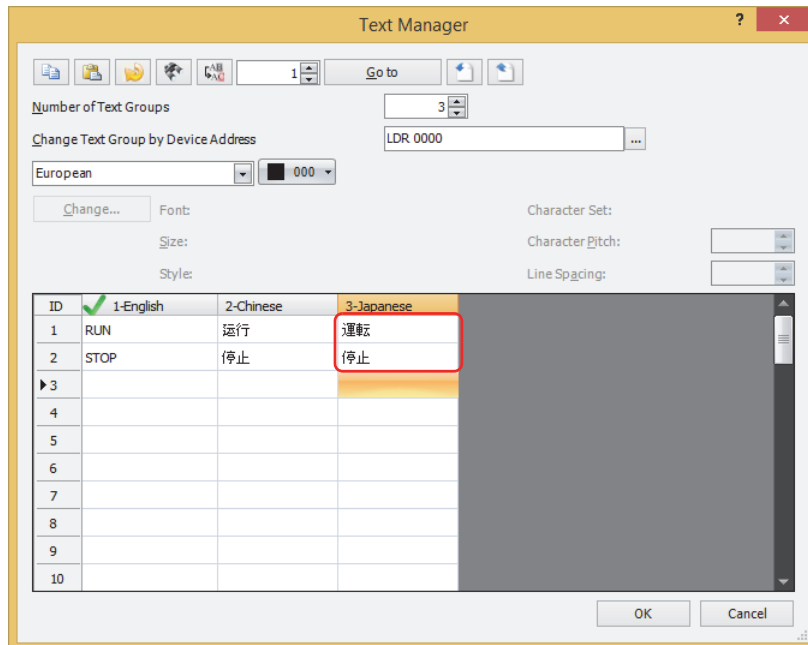 Text Manager
1 Go to
Number of Text Groups 3
Change Text Group by Device Address LDR 0000 ...
European 000
Change... Font: Character Set:
Size: Character Pitch:
Style: Line Spacing:
ID 1-English 2-Chinese 3-Japanese
1 RUN 运行 運転
2 STOP 停止 停止
3
4
5
6
7
8
9
10
OK Cancel